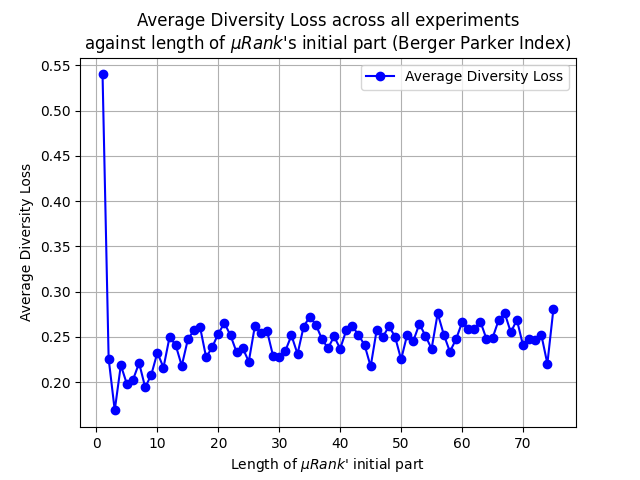 Average Diversity Loss across all experiments
against length of μRank's initial part (Berger Parker Index)
Average Diversity Loss
0.55
0.50
0.45
0.40
0.35
0.30
0.25
0.20
Average Diversity Loss
0 10 20 30 40 50 60 70
Length of μRank' initial part